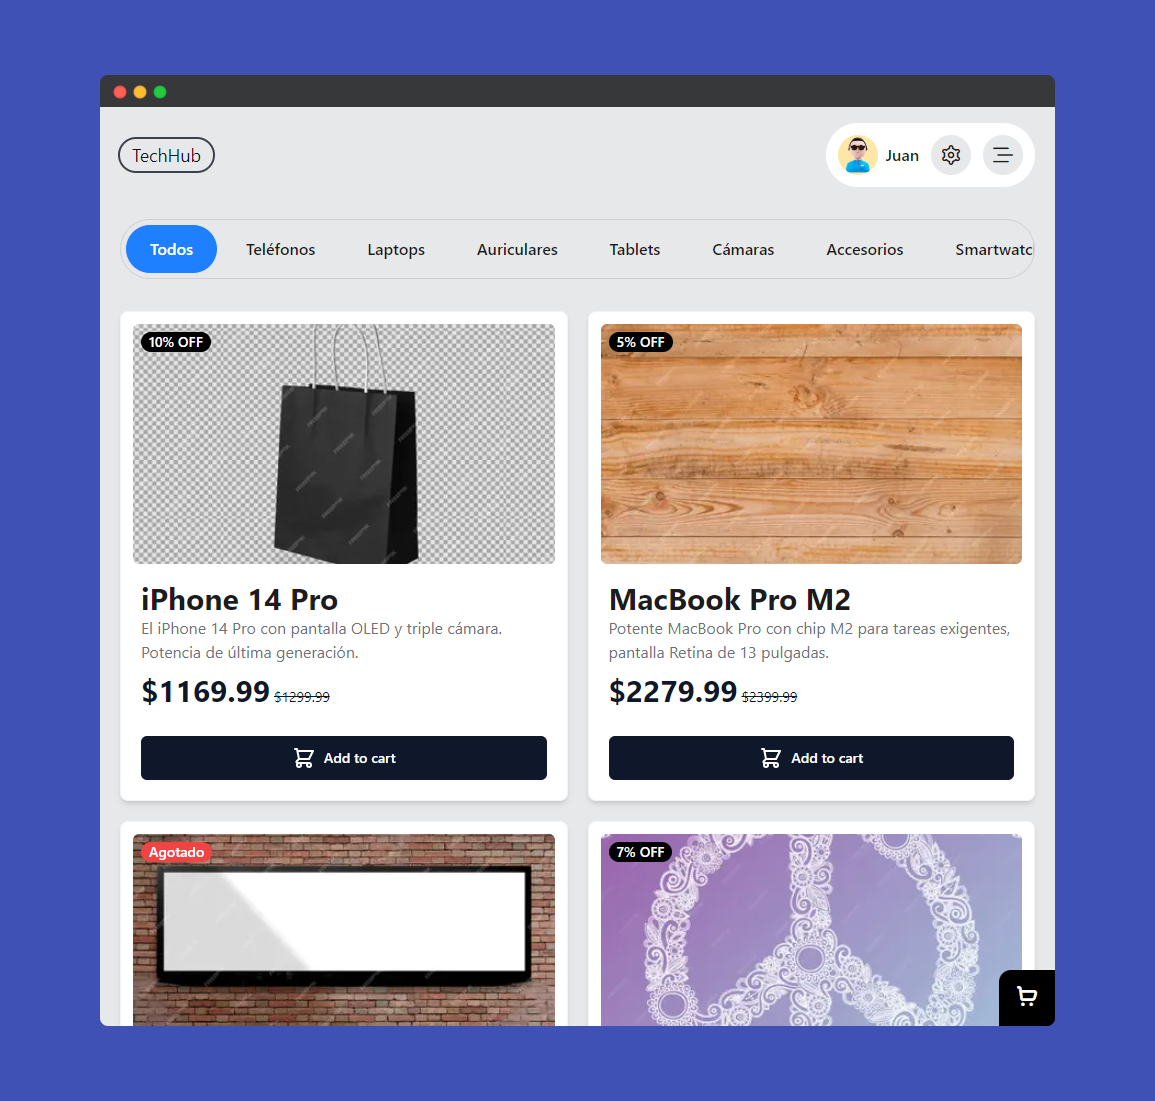 TechHub
Juan
Todos Teléfonos Laptops Auriculares Tablets Cámaras Accesorios Smartwatc
10% OFF
iPhone 14 Pro
El iPhone 14 Pro con pantalla OLED y triple cámara.
Potencia de última generación.
$1169.99 $1299.99
Add to cart
5% OFF
MacBook Pro M2
Potente MacBook Pro con chip M2 para tareas exigentes,
pantalla Retina de 13 pulgadas.
$2279.99 $2399.99
Add to cart
Agotado
7% OFF